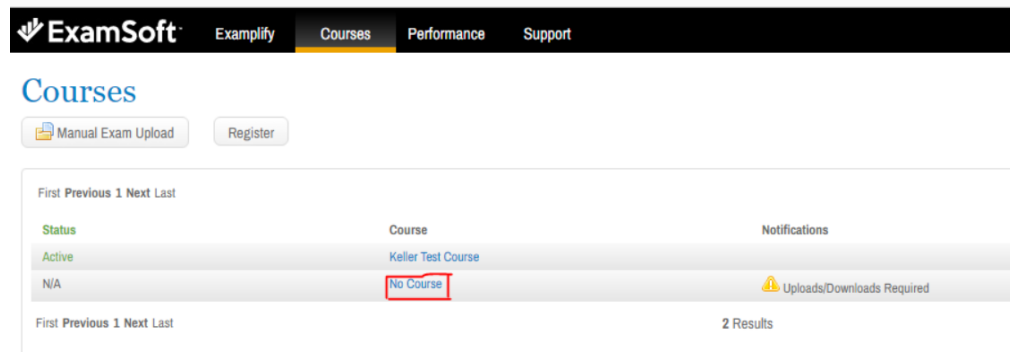 ExamSoft Examplify Courses Performance Support
Courses
Manual Exam Upload Register
First Previous 1 Next Last
Status Course Notifications
Active Keller Test Course
N/A No Course Uploads/Downloads Required
First Previous 1 Next Last 2 Results